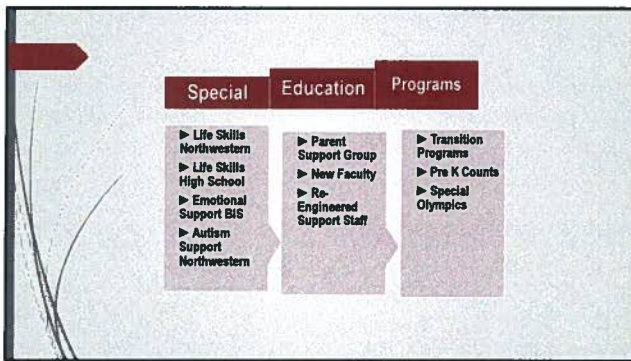 Special Education Programs
► Life Skills
Northwestern
► Life Skills
High School
► Emotional
Support BIS
► Autism
Support
Northwestern
► Parent
Support Group
► New Faculty
► Re-
Engineered
Support Staff
► Transition
Programs
► Pre K Counts
► Special
Olympics